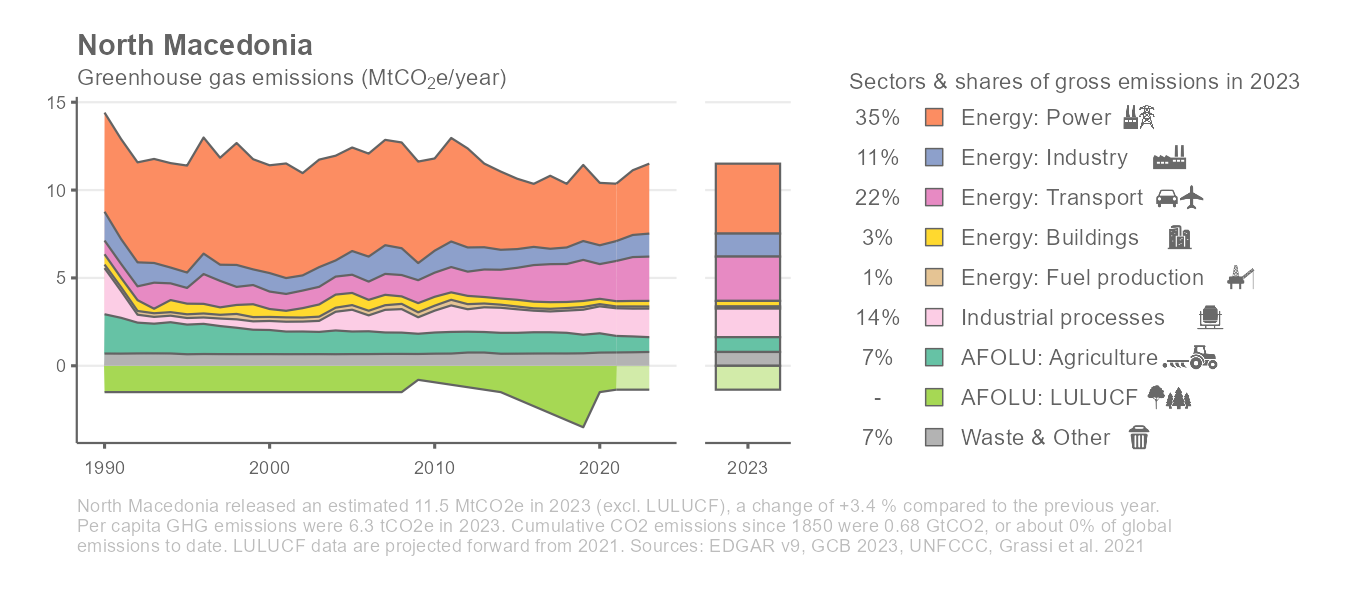 North Macedonia
Greenhouse gas emissions (MtCO₂e/year)
15
10
5
0
1990
2000
2010
2020
2023
Sectors & shares of gross emissions in 2023
35% Energy: Power
11% Energy: Industry
22% Energy: Transport
3% Energy: Buildings
1% Energy: Fuel production
14% Industrial processes
7% AFOLU: Agriculture
- AFOLU: LULUCF
7% Waste & Other
North Macedonia released an estimated 11.5 MtCO2e in 2023 (excl. LULUCF), a change of +3.4 % compared to the previous year.
Per capita GHG emissions were 6.3 tCO2e in 2023. Cumulative CO2 emissions since 1850 were 0.68 GtCO2, or about 0% of global
emissions to date. LULUCF data are projected forward from 2021. Sources: EDGAR v9, GCB 2023, UNFCCC, Grassi et al. 2021